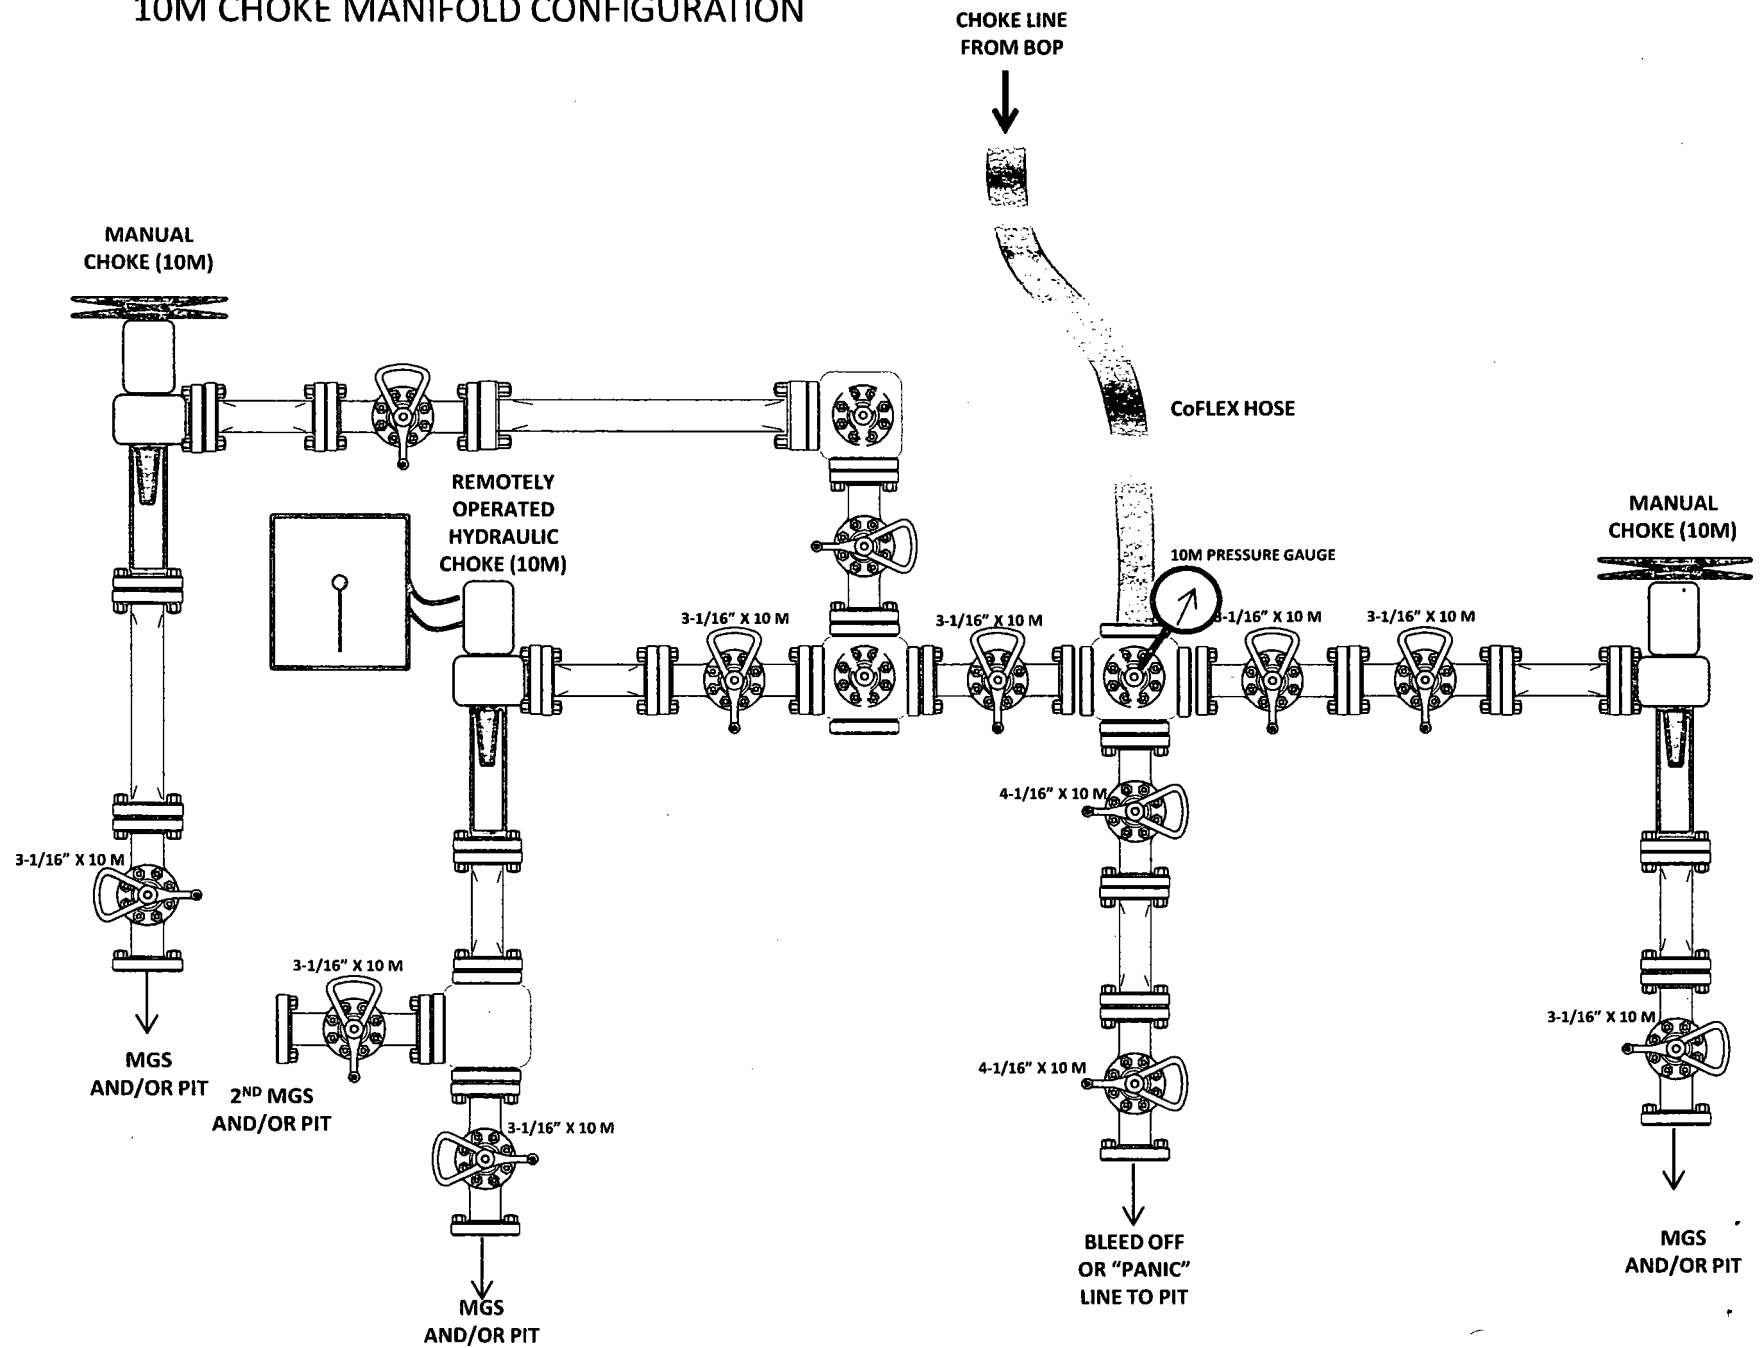 10M CHOKE MANIFOLD CONFIGURATION
CHOKE LINE
FROM BOP
MANUAL
CHOKE (10M)
CoFLEX HOSE
REMOTELY
OPERATED
HYDRAULIC
CHOKE (10M)
MANUAL
CHOKE (10M)
10M PRESSURE GAUGE
3-1/16" X 10 M
3-1/16" X 10 M
3-1/16" X 10 M
3-1/16" X 10 M
4-1/16" X 10 M
3-1/16" X 10 M
3-1/16" X 10 M
3-1/16" X 10 M
4-1/16" X 10 M
MGS
AND/OR PIT
2ND MGS
AND/OR PIT
3-1/16" X 10 M
BLEED OFF
OR “PANIC”
LINE TO PIT
MGS
AND/OR PIT
MGS
AND/OR PIT